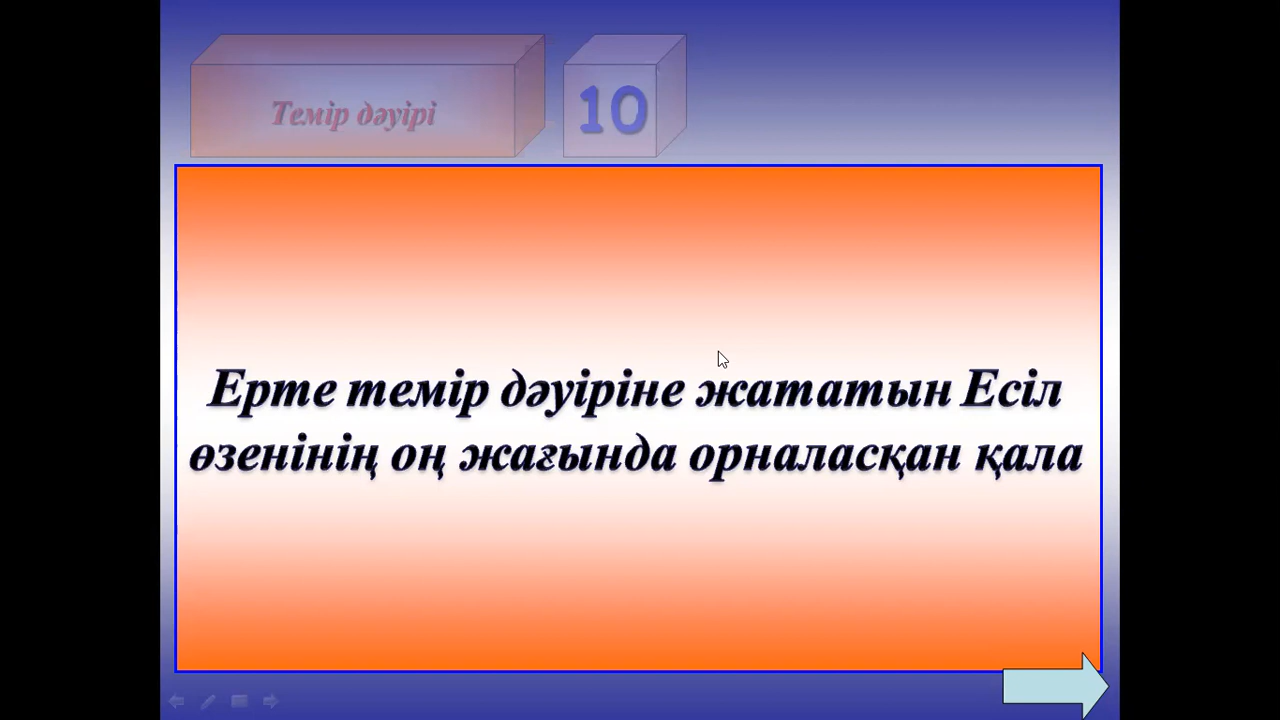 Темір дәуірі
10
Ерте темір дәуіріне жататын Есіл
өзенінің оң жағында орналасқан қала